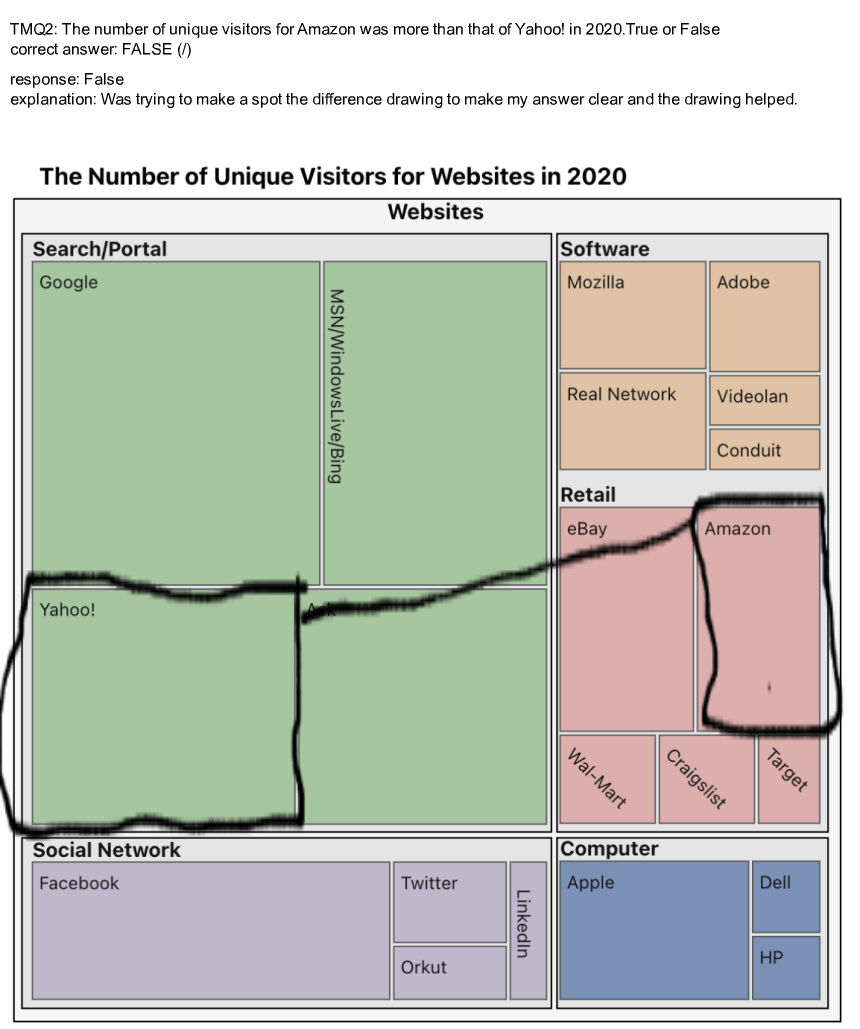 TMQ2: The number of unique visitors for Amazon was more than that of Yahoo! in 2020.True or False
correct answer: FALSE (/)
response: False
explanation: Was trying to make a spot the difference drawing to make my answer clear and the drawing helped.
The Number of Unique Visitors for Websites in 2020
Websites
Search/Portal
Google
MSN/WindowsLive/Bing
Yahoo!
Ask
Software
Mozilla
Adobe
Real Network
Videolan
Conduit
Retail
eBay
Amazon
Wal-Mart
Craigslist
Target
Social Network
Facebook
Twitter
LinkedIn
Orkut
Computer
Apple
Dell
HP